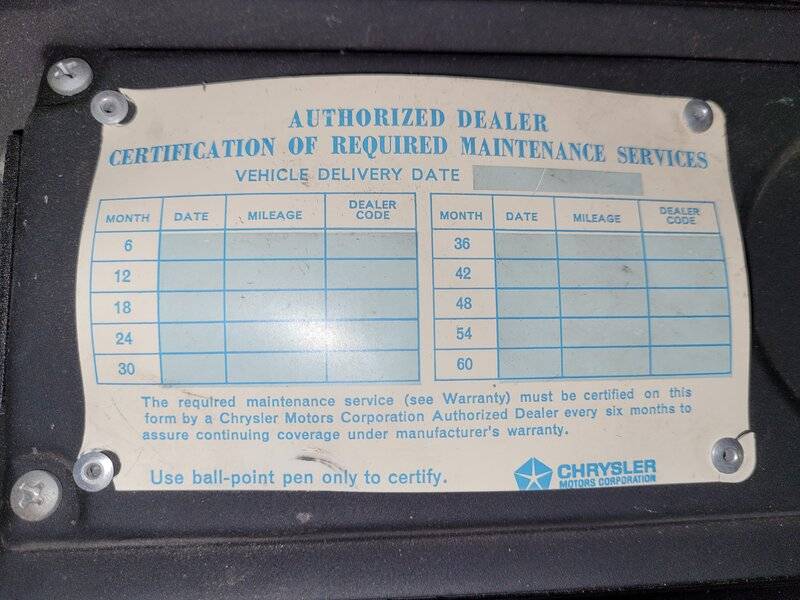 AUTHORIZED DEALER
CERTIFICATION OF REQUIRED MAINTENANCE SERVICES
VEHICLE DELIVERY DATE
MONTH DATE MILEAGE DEALER CODE MONTH DATE MILEAGE DEALER CODE
6 36
12 42
18 48
24 54
30 60
The required maintenance service (see Warranty) must be certified on this
form by a Chrysler Motors Corporation Authorized Dealer every six months to
assure continuing coverage under manufacturer's warranty.
Use ball-point pen only to certify.
CHRYSLER
MOTORS CORPORATION